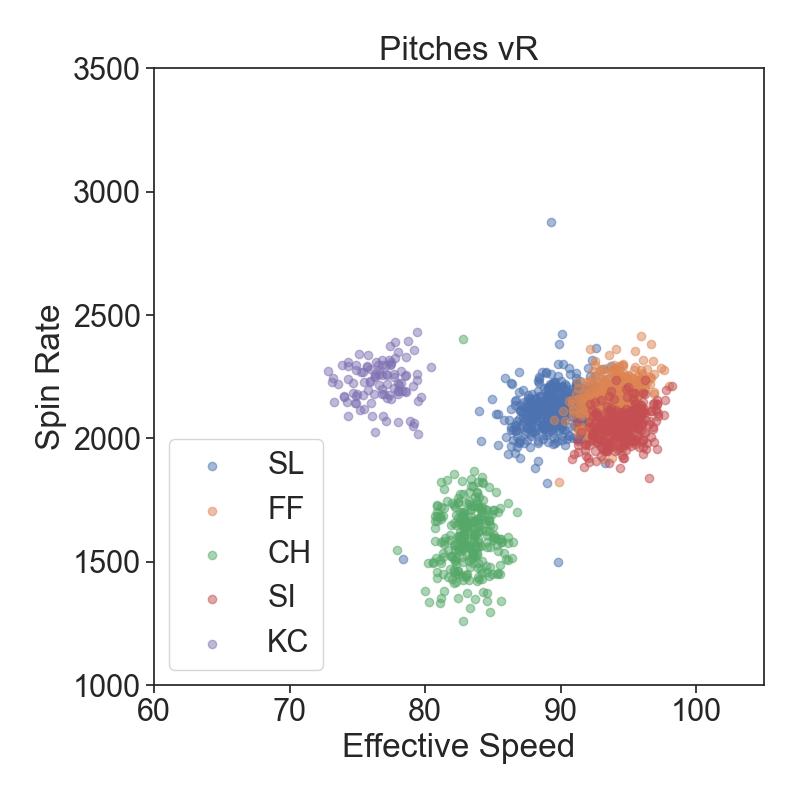 Pitches vR
3500
3000
2500
2000
1500
1000
Spin Rate
SL
FF
CH
SI
KC
60 70 80 90 100
Effective Speed